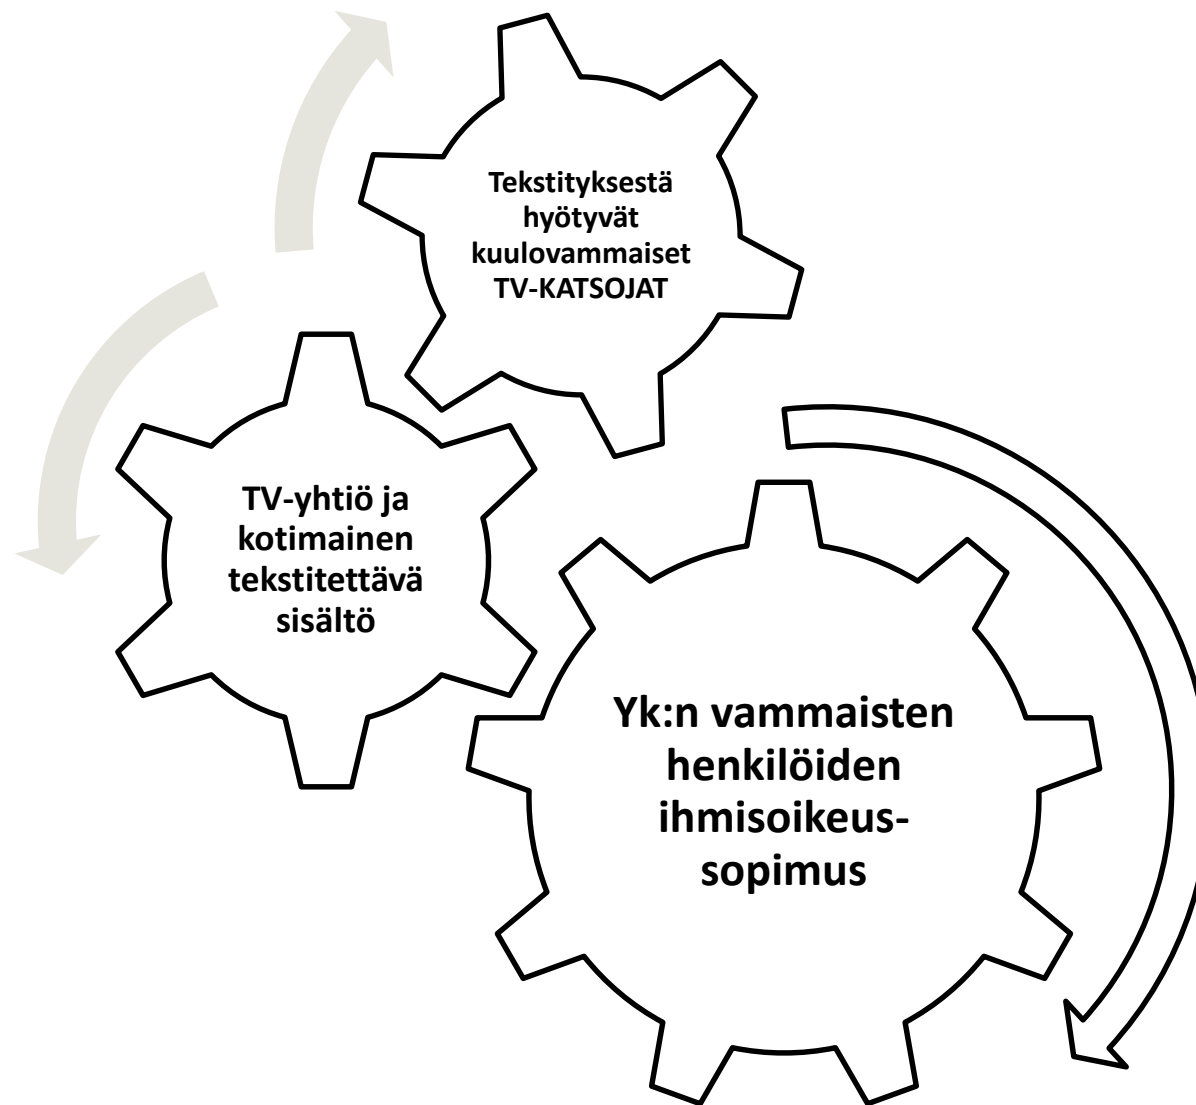 Tekstityksestä
hyötyvät
kuulovammaiset
TV-KATSOJAT
TV-yhtiö ja
kotimainen
tekstitettävä
sisältö
Yk:n vammaisten
henkilöiden
ihmisoikeus-
sopimus